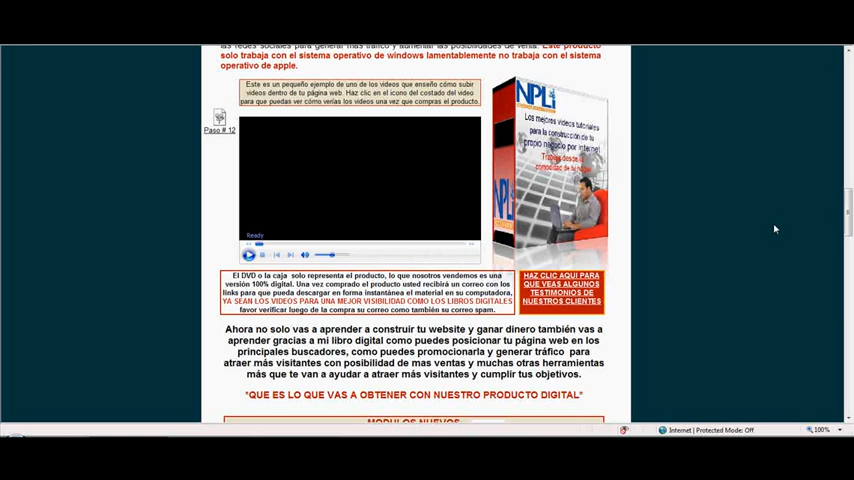 las redes sociales para generar más tráfico y aumentar las posibilidades de venta. Este producto
solo trabaja con el sistema operativo de windows lamentablemente no trabaja con el sistema
operativo de apple.
Este es un pequeño ejemplo de uno de los videos que enseño cómo subir
videos dentro de tu página web. Haz clic en el icono del costado del video
para que puedas ver cómo verías los videos una vez que compras el producto.
Paso # 12
Ready
NPLi
Los mejores videos tutoriales
para la construcción de tu
propio negocio por Internet
Trabaja desde la
comodidad de tu hogar
NPLi
El DVD o la caja solo representa el producto, lo que nosotros vendemos es una
versión 100% digital. Una vez comprado el producto usted recibirá un correo con los
links para que pueda descargar en forma instantánea el material en su computadora,
YA SEAN LOS VIDEOS PARA UNA MEJOR VISIBILIDAD COMO LOS LIBROS DIGITALES
favor verificar luego de la compra su correo como también su correo spam.
HAZ CLIC AQUI PARA
QUE VEAS ALGUNOS
TESTIMONIOS DE
NUESTROS CLIENTES
Ahora no solo vas a aprender a construir tu website y ganar dinero también vas a
aprender gracias a mi libro digital como puedes posicionar tu página web en los
principales buscadores, como puedes promocionarla y generar tráfico para
atraer más visitantes con posibilidad de mas ventas y muchas otras herramientas
más que te van a ayudar a atraer más visitantes y cumplir tus objetivos.
*QUE ES LO QUE VAS A OBTENER CON NUESTRO PRODUCTO DIGITAL*
MODULOS NUEVOS
Internet | Protected Mode: Off
100%